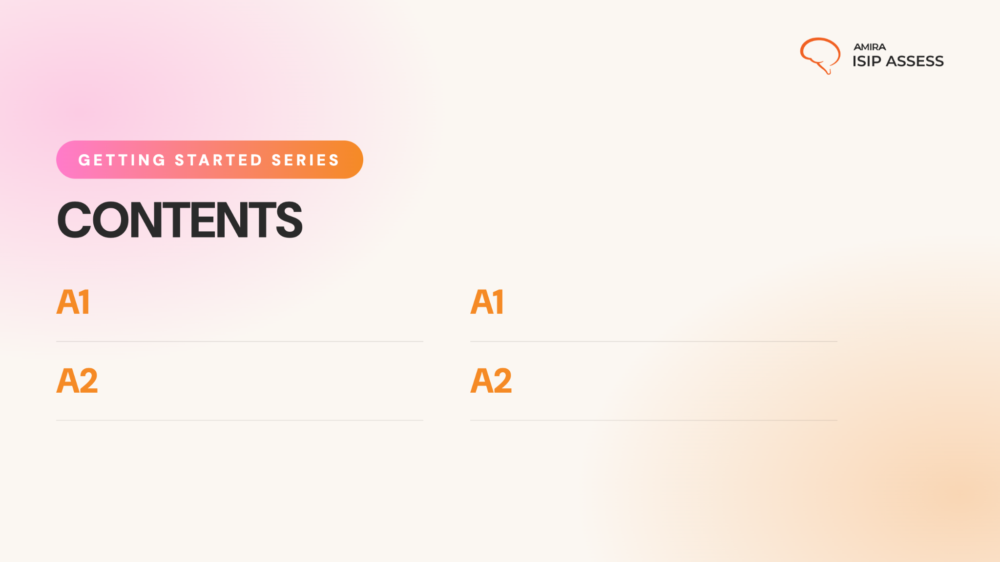 AMIRA
ISIP ASSESS
GETTING STARTED SERIES
CONTENTS
A1
A2
A1
A2